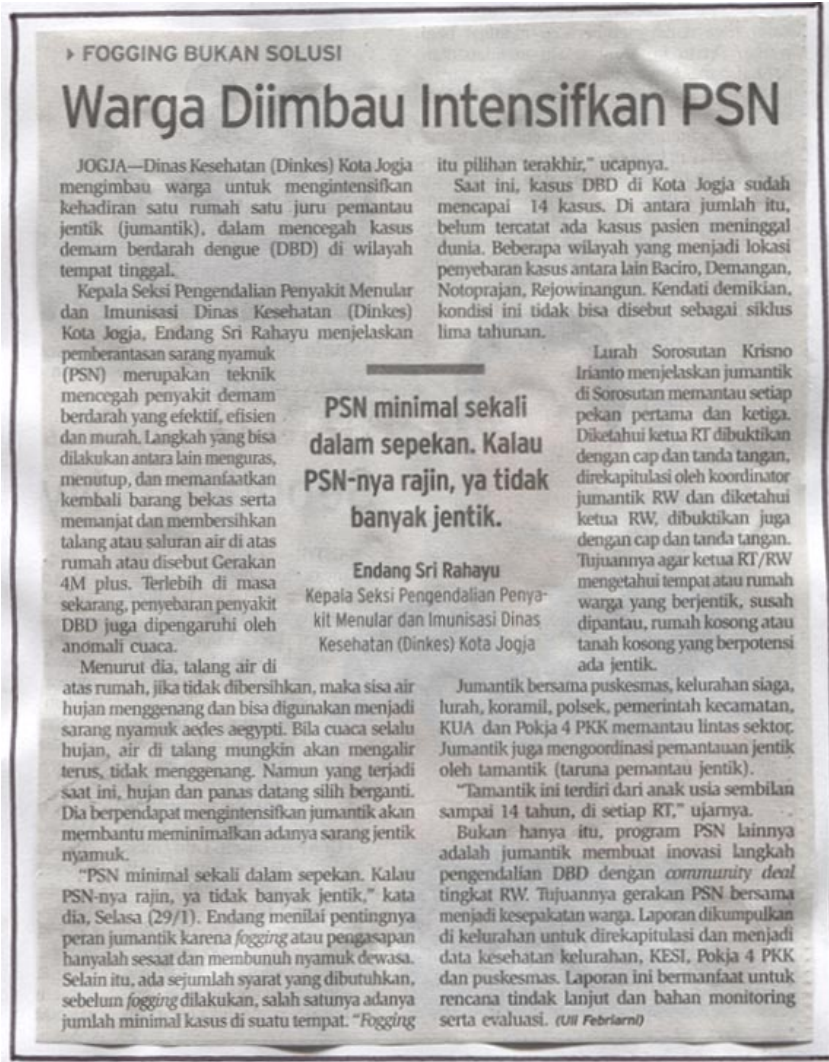 ▸ FOGGING BUKAN SOLUSI
Warga Diimbau Intensifkan PSN
JOGJA—Dinas Kesehatan (Dinkes) Kota Jogja
mengimbau warga untuk mengintensifkan
kehadiran satu rumah satu juru pemantau
jentik (jumantik), dalam mencegah kasus
demam berdarah dengue (DBD) di wilayah
tempat tinggal.
Kepala Seksi Pengendalian Penyakit Menular
dan Imunisasi Dinas Kesehatan (Dinkes)
Kota Jogja, Endang Sri Rahayu menjelaskan
pemberantasan sarang nyamuk
(PSN) merupakan teknik
mencegah penyakit demam
berdarah yang efektif, efisien
dan murah. Langkah yang bisa
dilakukan antara lain menguras,
menutup, dan memanfaatkan
kembali barang bekas serta
memanjat dan membersihkan
talang atau saluran air di atas
rumah atau disebut Gerakan
4M plus. Terlebih di masa
sekarang, penyebaran penyakit
DBD juga dipengaruhi oleh
anomali cuaca.
Menurut dia, talang air di
atas rumah, jika tidak dibersihkan, maka sisa air
hujan menggenang dan bisa digunakan menjadi
sarang nyamuk aedes aegypti. Bila cuaca selalu
hujan, air di talang mungkin akan mengalir
terus, tidak menggenang. Namun yang terjadi
saat ini, hujan dan panas datang silih berganti.
Dia berpendapat mengintensifkan jumantik akan
membantu meminimalkan adanya sarang jentik
nyamuk.
"PSN minimal sekali dalam sepekan. Kalau
PSN-nya rajin, ya tidak banyak jentik," kata
dia, Selasa (29/1). Endang menilai pentingnya
peran jumantik karena fogging atau pengasapan
hanyalah sesaat dan membunuh nyamuk dewasa.
Selain itu, ada sejumlah syarat yang dibutuhkan,
sebelum fogging dilakukan, salah satunya adanya
jumlah minimal kasus di suatu tempat. "Fogging
itu pilihan terakhir," ucapnya.
Saat ini, kasus DBD di Kota Jogja sudah
mencapai 14 kasus. Di antara jumlah itu,
belum tercatat ada kasus pasien meninggal
dunia. Beberapa wilayah yang menjadi lokasi
penyebaran kasus antara lain Baciro, Demangan,
Notoprajan, Rejowinangun. Kendati demikian,
kondisi ini tidak bisa disebut sebagai siklus
lima tahunan.
PSN minimal sekali
dalam sepekan. Kalau
PSN-nya rajin, ya tidak
banyak jentik.
Endang Sri Rahayu
Kepala Seksi Pengendalian Penya-
kit Menular dan Imunisasi Dinas
Kesehatan (Dinkes) Kota Jogja
Lurah Sorosutan Krisno
Irianto menjelaskan jumantik
di Sorosutan memantau setiap
pekan pertama dan ketiga.
Diketahui ketua RT dibuktikan
dengan cap dan tanda tangan,
direkapitulasi oleh koordinator
jumantik RW dan diketahui
ketua RW, dibuktikan juga
dengan cap dan tanda tangan.
Tujuannya agar ketua RT/RW
mengetahui tempat atau rumah
warga yang berjentik, susah
dipantau, rumah kosong atau
tanah kosong yang berpotensi
ada jentik.
Jumantik bersama puskesmas, kelurahan siaga,
lurah, koramil, polsek, pemerintah kecamatan,
KUA dan Pokja 4 PKK memantau lintas sektor.
Jumantik juga mengoordinasi pemantauan jentik
oleh tamantik (taruna pemantau jentik).
"Tamantik ini terdiri dari anak usia sembilan
sampai 14 tahun, di setiap RT," ujarnya.
Bukan hanya itu, program PSN lainnya
adalah jumantik membuat inovasi langkah
pengendalian DBD dengan community deal
tingkat RW. Tujuannya gerakan PSN bersama
menjadi kesepakatan warga. Laporan dikumpulkan
di kelurahan untuk direkapitulasi dan menjadi
data kesehatan kelurahan, KESI, Pokja 4 PKK
dan puskesmas. Laporan ini bermanfaat untuk
rencana tindak lanjut dan bahan monitoring
serta evaluasi. (Uli Febriarni)